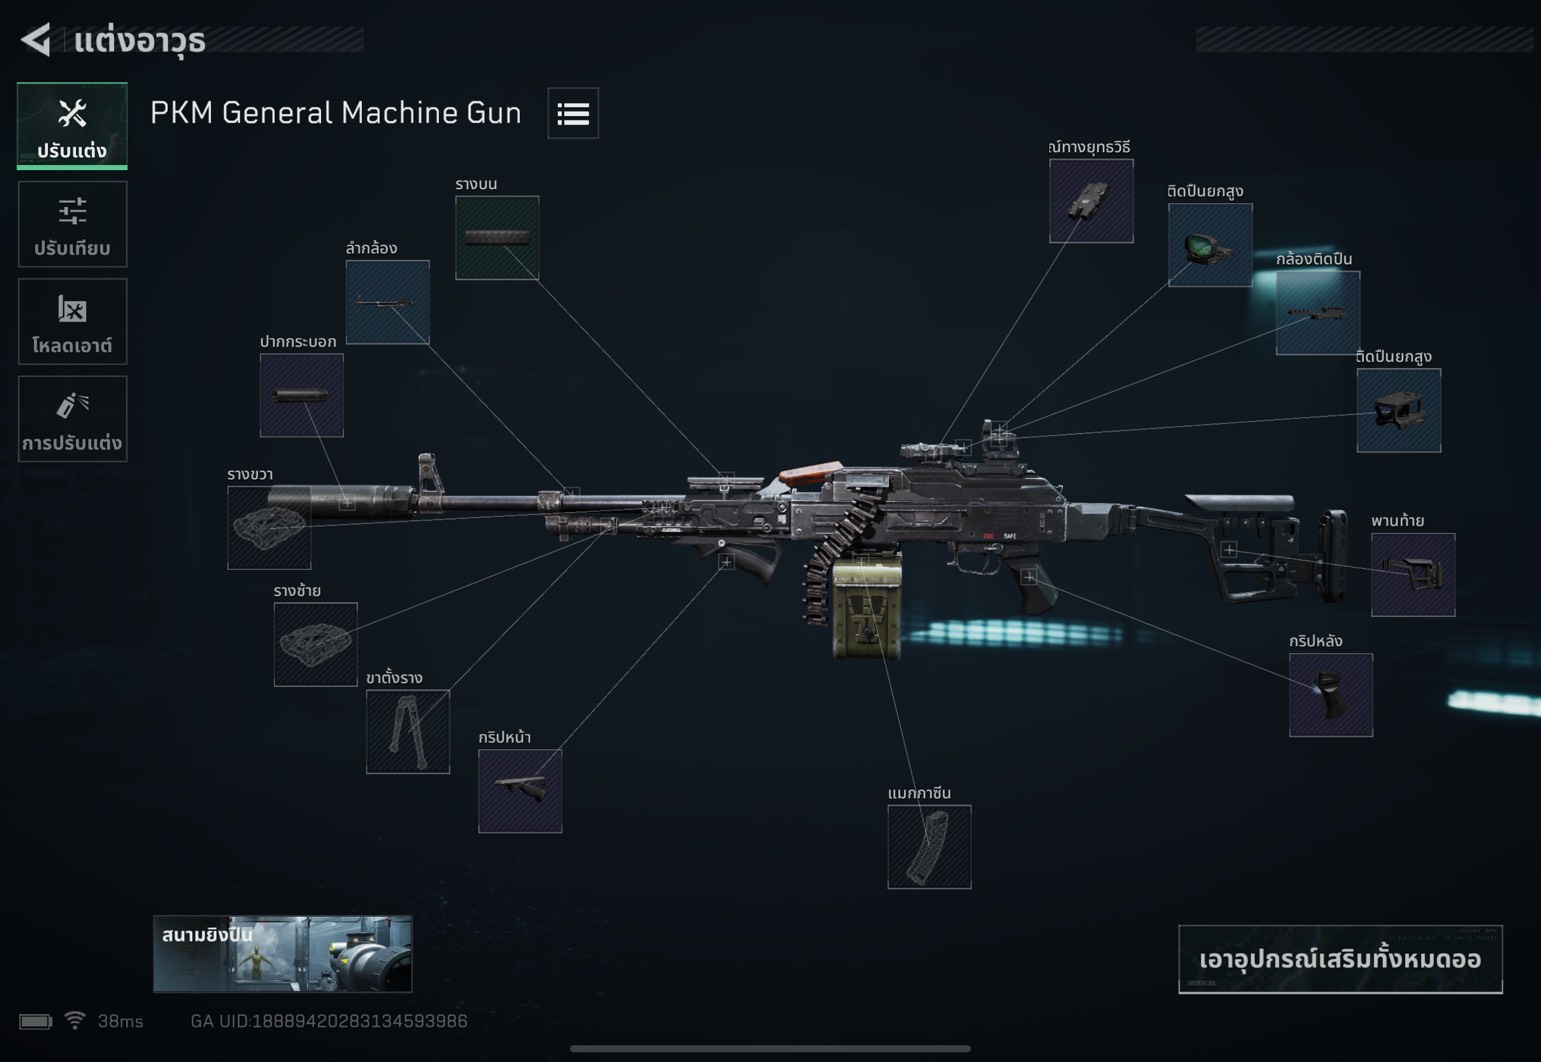 แต่งอาวุธ
ปรับแต่ง
PKM General Machine Gun
ปรับเทียบ
โหลดเอาต์
การปรับแต่ง
ณ์ทางยุทธวิธี
รางบน
ติดปืนยกสูง
ลำกล้อง
กล้องติดปืน
ปากกระบอก
ติดปืนยกสูง
รางขวา
พานท้าย
FIRE SAFE
รางซ้าย
กริปหลัง
ขาตั้งราง
กริปหน้า
แมกกาซีน
สนามยิงปืน
เอาอุปกรณ์เสริมทั้งหมดออ
38ms
GA UID:18889420283134593986